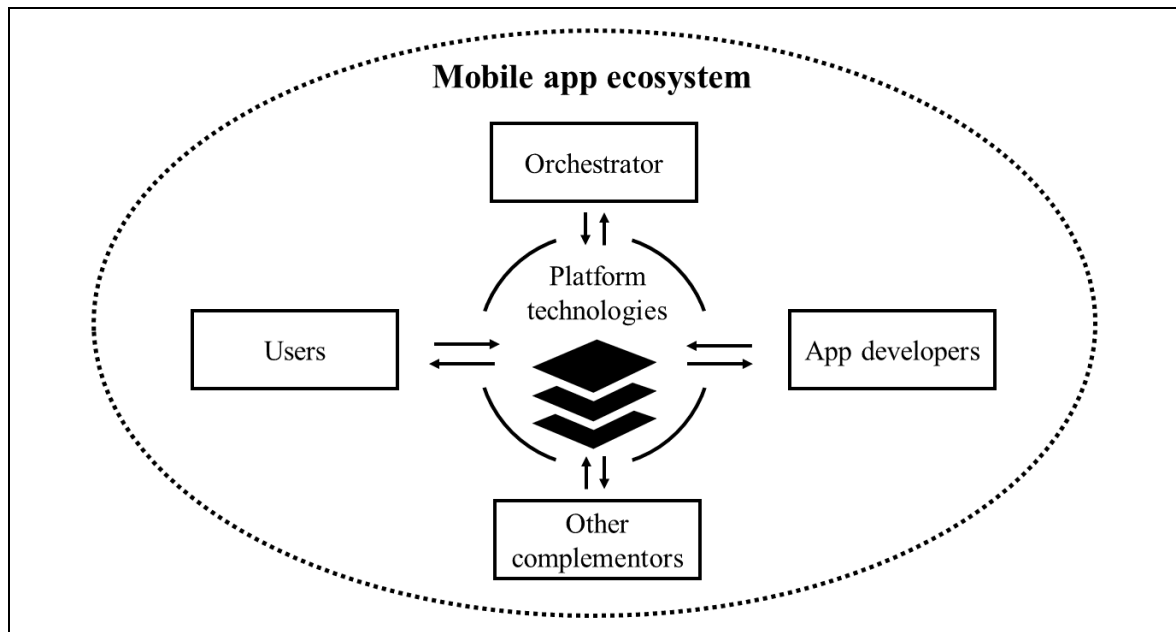 Mobile app ecosystem
Orchestrator
Platform
technologies
Users
App developers
Other
complementors